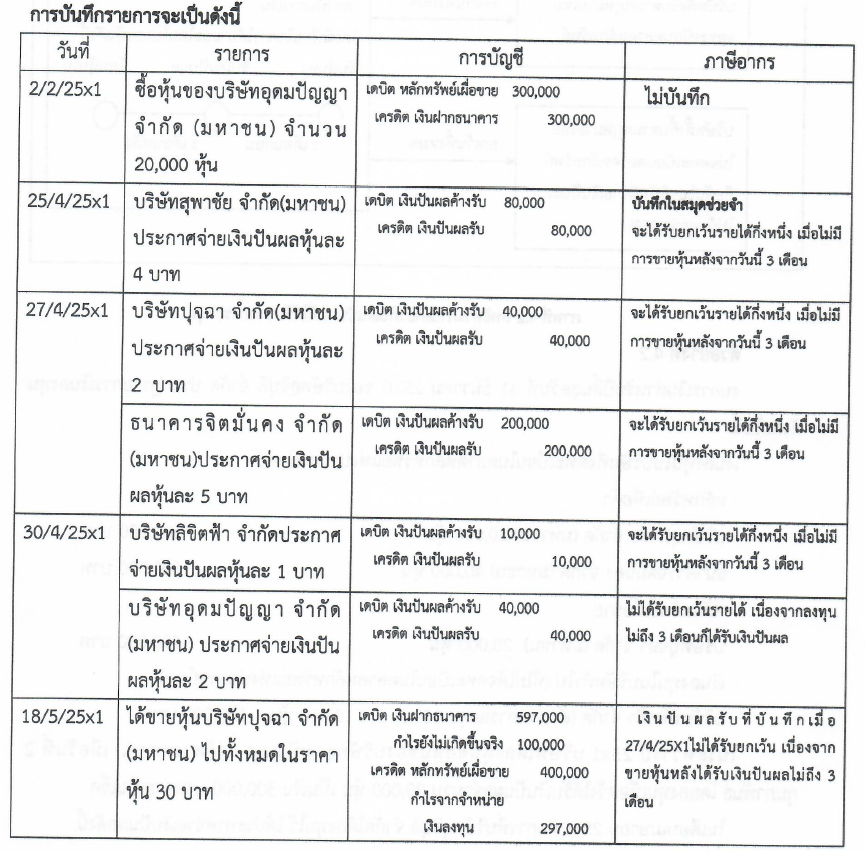 การบันทึกรายการจะเป็นดังนี้
วันที่ รายการ การบัญชี ภาษีอากร
2/2/25x1
ซื้อหุ้นของบริษัทอุดมปัญญา
จำกัด (มหาชน) จำนวน
20,000 หุ้น
เดบิต หลักทรัพย์เผื่อขาย 300,000
เครดิต เงินฝากธนาคาร 300,000
ไม่บันทึก
25/4/25x1
บริษัทสุพาชัย จำกัด(มหาชน)
ประกาศจ่ายเงินปันผลหุ้นละ
4 บาท
เดบิต เงินปันผลค้างรับ 80,000
เครดิต เงินปันผลรับ 80,000
บันทึกในสมุดช่วยจำ
จะได้รับยกเว้นรายได้กึ่งหนึ่ง เมื่อไม่มี
การขายหุ้นหลังจากวันนี้ 3 เดือน
27/4/25x1
บริษัทปุจฉา จำกัด(มหาชน)
ประกาศจ่ายเงินปันผลหุ้นละ
2 บาท
เดบิต เงินปันผลค้างรับ 40,000
เครดิต เงินปันผลรับ 40,000
จะได้รับยกเว้นรายได้กึ่งหนึ่ง เมื่อไม่มี
การขายหุ้นหลังจากวันนี้ 3 เดือน
ธนาคารจิตมั่นคง จำกัด
(มหาชน)ประกาศจ่ายเงินปัน
ผลหุ้นละ 5 บาท
เดบิต เงินปันผลค้างรับ 200,000
เครดิต เงินปันผลรับ 200,000
จะได้รับยกเว้นรายได้กึ่งหนึ่ง เมื่อไม่มี
การขายหุ้นหลังจากวันนี้ 3 เดือน
30/4/25x1
บริษัทลิขิตฟ้า จำกัดประกาศ
จ่ายเงินปันผลหุ้นละ 1 บาท
เดบิต เงินปันผลค้างรับ 10,000
เครดิต เงินปันผลรับ 10,000
จะได้รับยกเว้นรายได้กึ่งหนึ่ง เมื่อไม่มี
การขายหุ้นหลังจากวันนี้ 3 เดือน
บริษัทอุดมปัญญา จำกัด
(มหาชน) ประกาศจ่ายเงินปัน
ผลหุ้นละ 2 บาท
เดบิต เงินปันผลค้างรับ 40,000
เครดิต เงินปันผลรับ 40,000
ไม่ได้รับยกเว้นรายได้ เนื่องจากลงทุน
ไม่ถึง 3 เดือนก็ได้รับเงินปันผล
18/5/25x1
ได้ขายหุ้นบริษัทปุจฉา จำกัด
(มหาชน) ไปทั้งหมดในราคา
หุ้น 30 บาท
เดบิต เงินฝากธนาคาร 597,000
กำไรยังไม่เกิดขึ้นจริง 100,000
เครดิต หลักทรัพย์เผื่อขาย 400,000
กำไรจากจำหน่าย
เงินลงทุน 297,000
เงินปันผลรับที่บันทึกเมื่อ
27/4/25X1ไม่ได้รับยกเว้น เนื่องจาก
ขายหุ้นหลังได้รับเงินปันผลไม่ถึง 3
เดือน